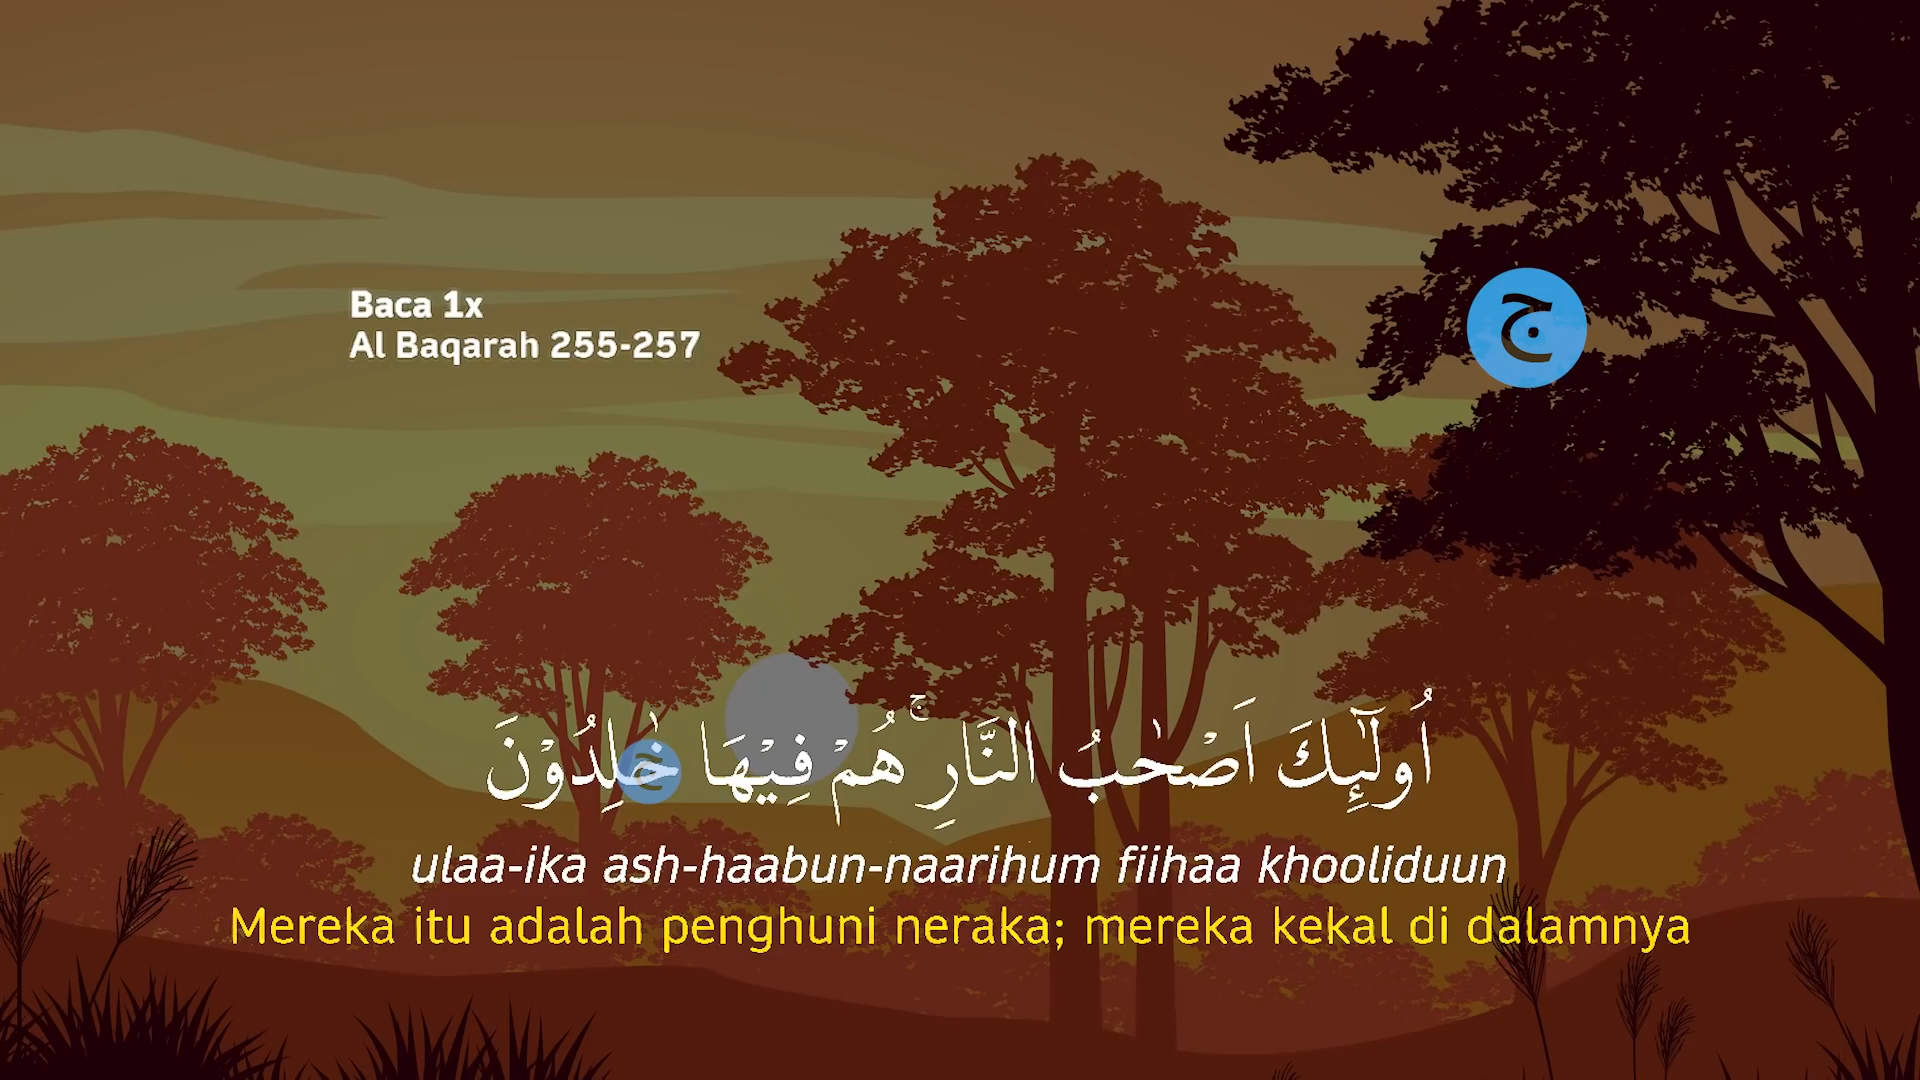 Baca 1x
Al Baqarah 255-257
ج
اُولٰۤىِٕكَ اَصْحٰبُ النَّارِۚ هُمْ فِيْهَا خٰلِدُوْنَ
ulaa-ika ash-haabun-naarihum fiihaa khooliduun
Mereka itu adalah penghuni neraka; mereka kekal di dalamnya